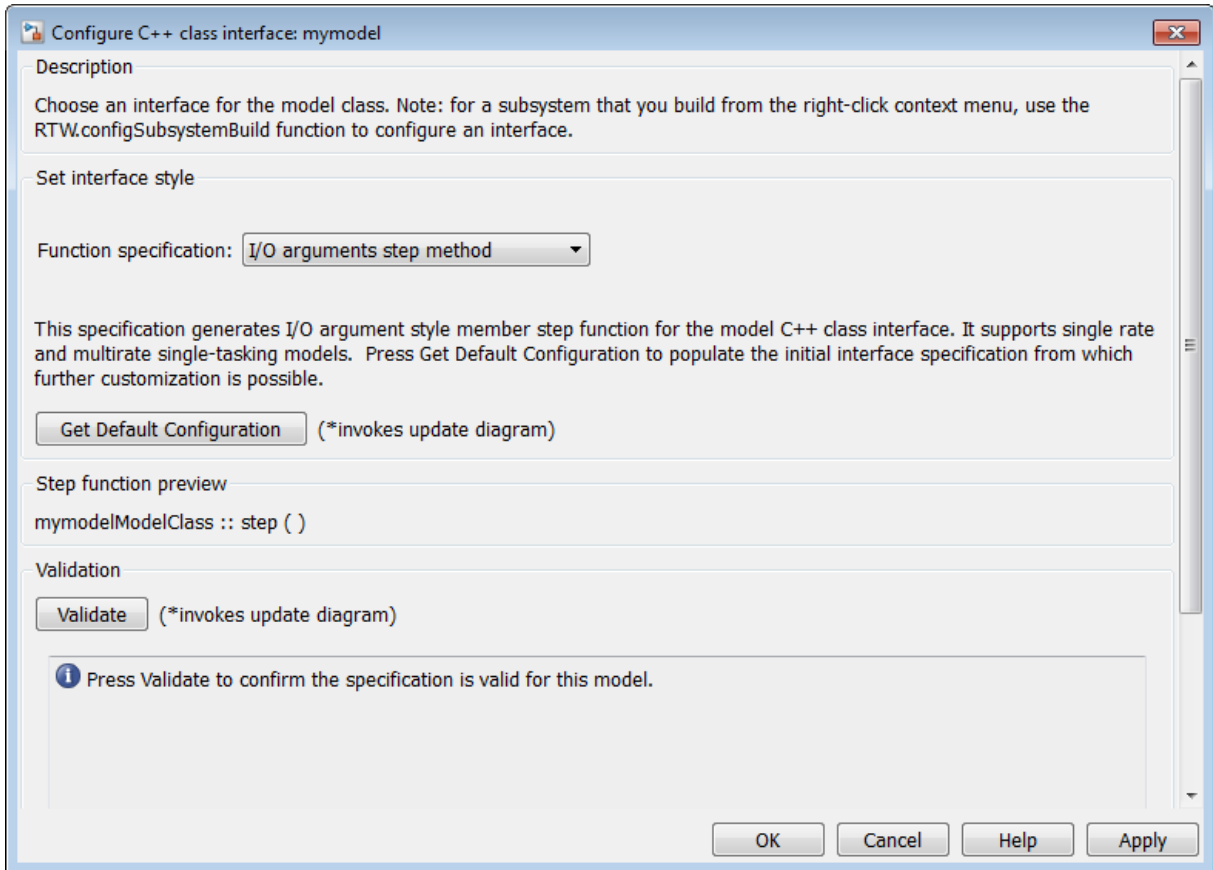 Configure C++ class interface: mymodel
Description
Choose an interface for the model class. Note: for a subsystem that you build from the right-click context menu, use the
RTW.configSubsystemBuild function to configure an interface.
Set interface style
Function specification: I/O arguments step method
This specification generates I/O argument style member step function for the model C++ class interface. It supports single rate
and multirate single-tasking models.  Press Get Default Configuration to populate the initial interface specification from which
further customization is possible.
Get Default Configuration (*invokes update diagram)
Step function preview
mymodelModelClass :: step ( )
Validation
Validate (*invokes update diagram)
Press Validate to confirm the specification is valid for this model.
OK Cancel Help Apply